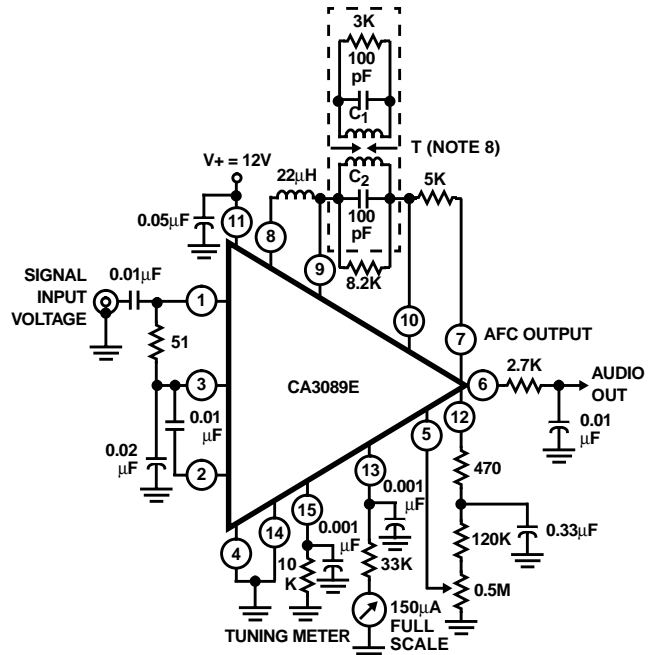 3K
100
pF
C1
T (NOTE 8)
V+ = 12V
22µH
C2
100
pF
5K
0.05µF
11
8
9
8.2K
10
7
AFC OUTPUT
SIGNAL
INPUT
VOLTAGE
0.01µF
1
51
3
CA3089E
6
2.7K
AUDIO
OUT
0.01
µF
0.02
µF
2
0.01
µF
12
5
470
13
0.001
µF
15
0.001
µF
14
4
10
K
33K
120K
0.33µF
0.5M
150µA
FULL
SCALE
TUNING METER